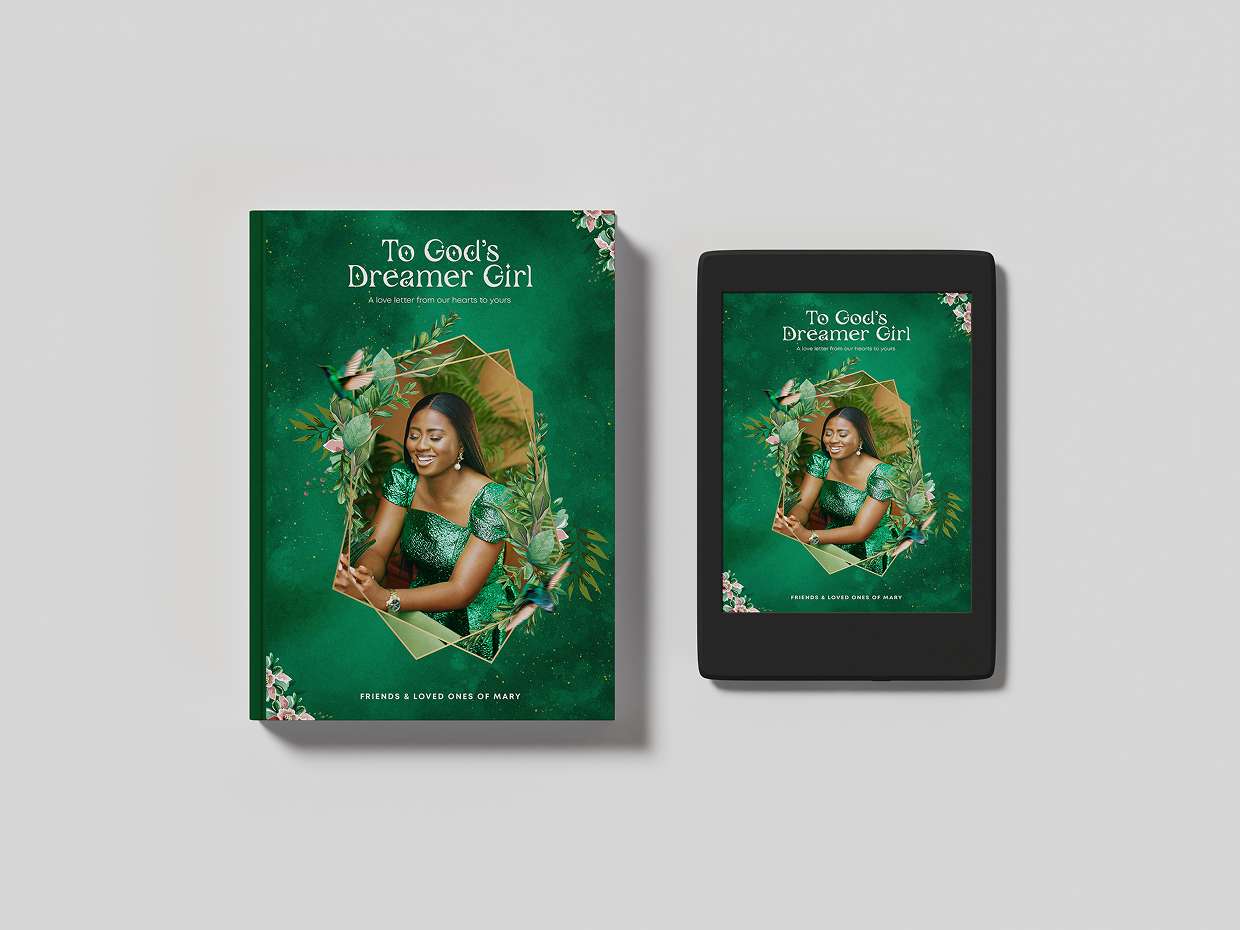 To God's
Dreamer Girl
A love letter from our hearts to yours
FRIENDS & LOVED ONES OF MARY
To God's
Dreamer Girl
A love letter from our hearts to yours
FRIENDS & LOVED ONES OF MARY